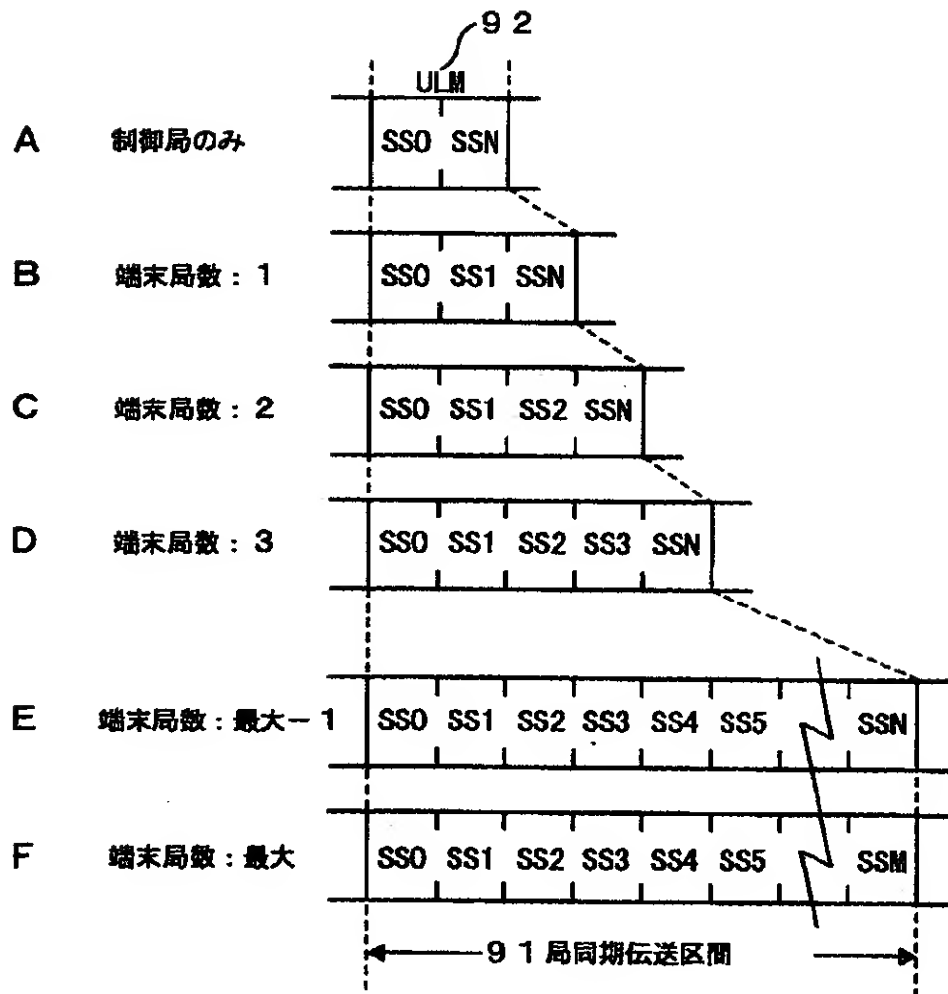 92
ULM
A 制御局のみ SS0 SSN
B 端末局数：1 SS0 SS1 SSN
C 端末局数：2 SS0 SS1 SS2 SSN
D 端末局数：3 SS0 SS1 SS2 SS3 SSN
E 端末局数：最大－1 SS0 SS1 SS2 SS3 SS4 SS5 SSN
F 端末局数：最大 SS0 SS1 SS2 SS3 SS4 SS5 SSM
91局同期伝送区間